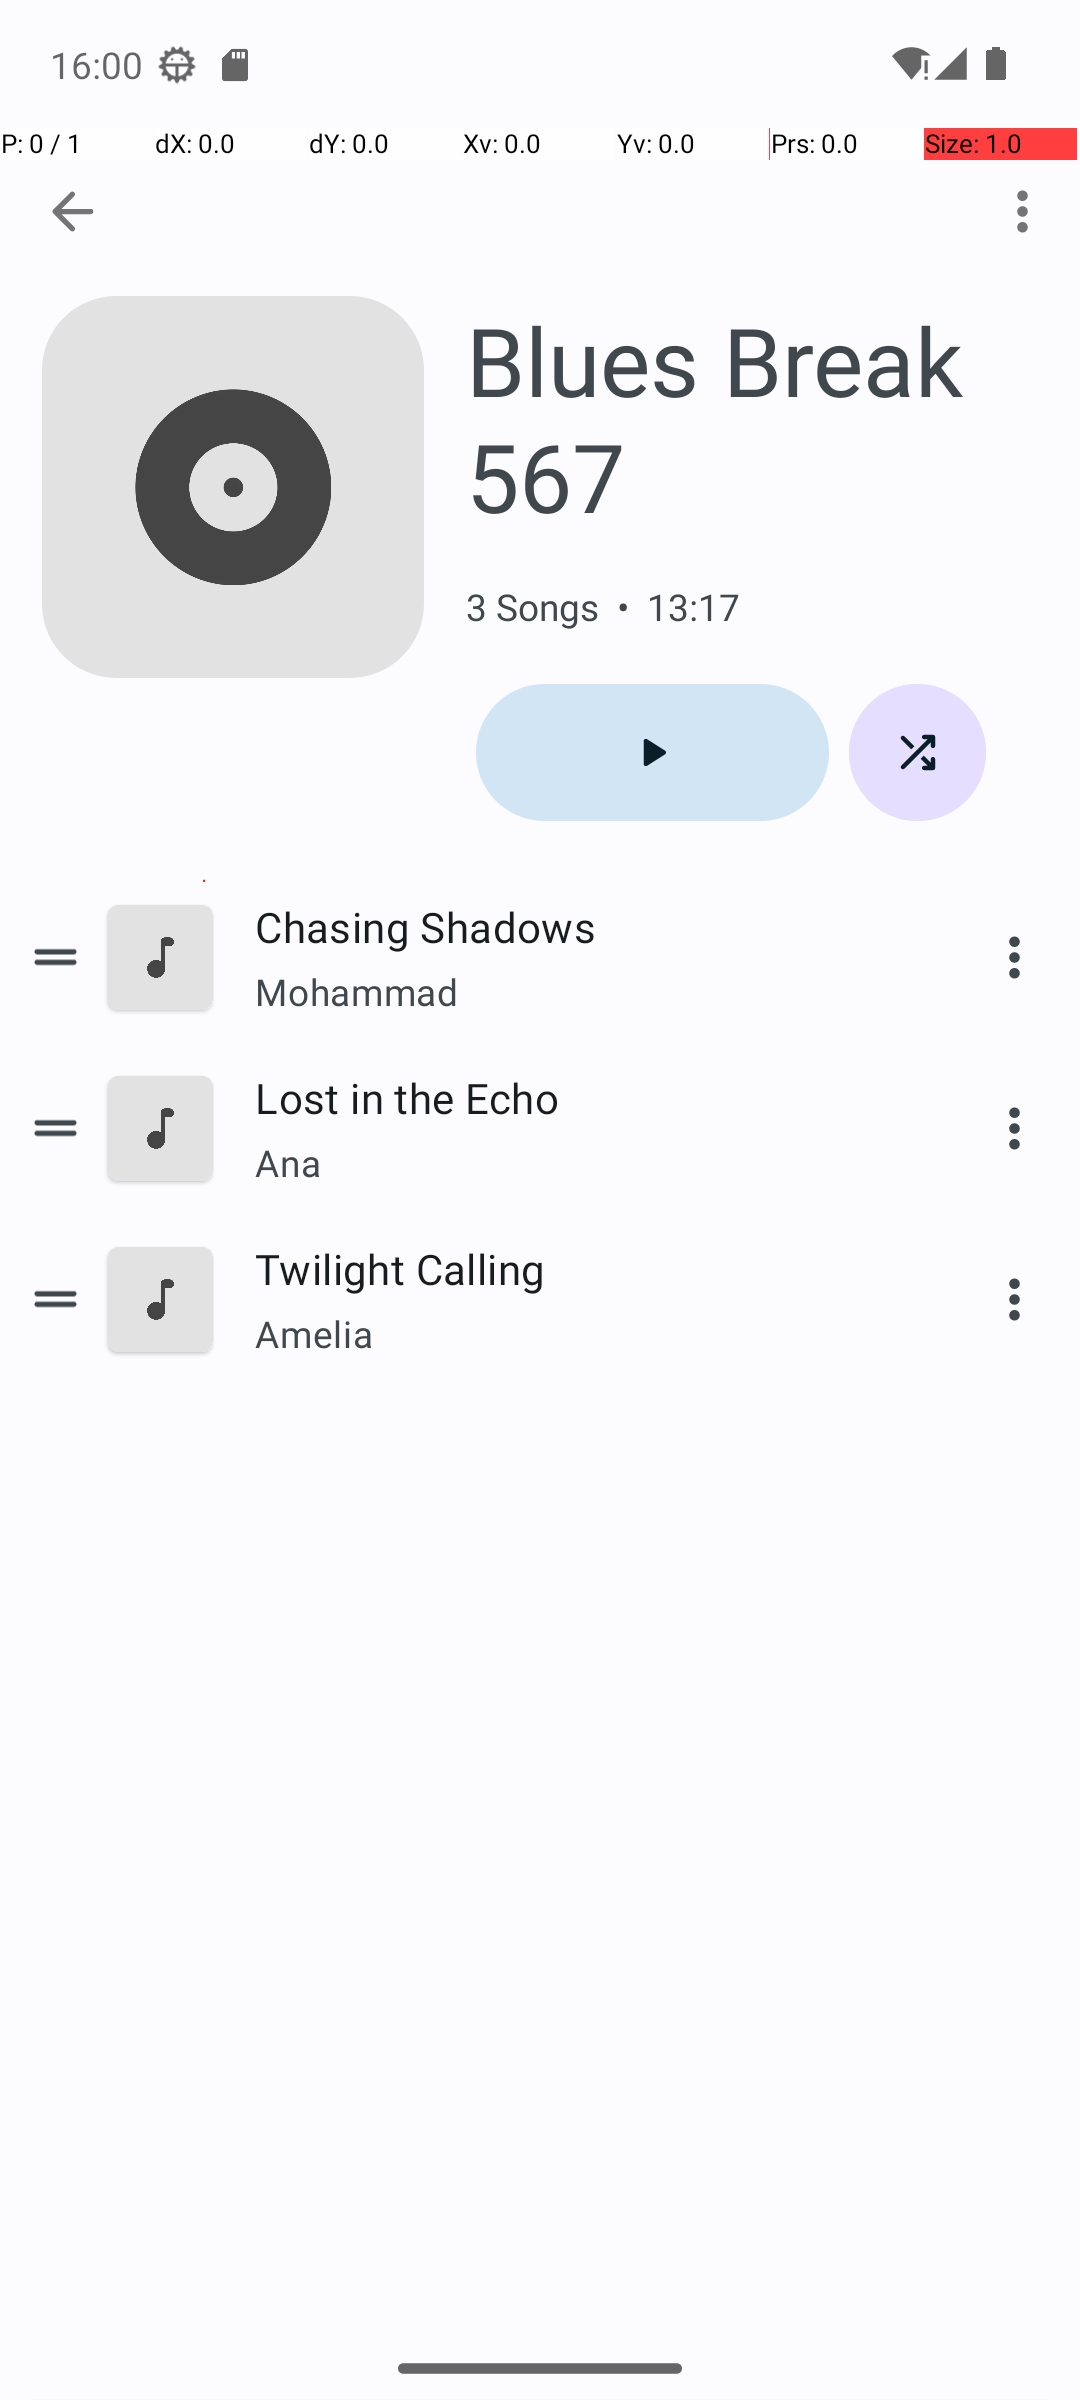 16:00
P: 0 / 1 dX: 0.0 dY: 0.0 Xv: 0.0 Yv: 0.0 Prs: 0.0 Size: 1.0
Blues Break
567
3 Songs • 13:17
Chasing Shadows
Mohammad
Lost in the Echo
Ana
Twilight Calling
Amelia